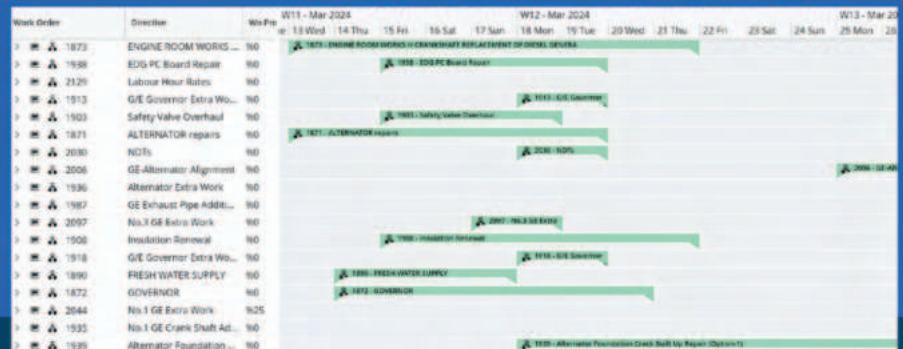 Work Order Directive Wo.Pro W11 - Mar 2024 W12 - Mar 2024 W13 - Mar 20
13 Wed 14 Thu 15 Fri 16 Sat 17 Sun 18 Mon 19 Tue 20 Wed 21 Thu 22 Fri 23 Sat 24 Sun 25 Mon 26
1873 ENGINE ROOM WORKS ... %0 1873 - ENGINE ROOM WORKS // CRANKSHAFT REPLACEMENT OF DIESEL GENERA
1938 EDG PC Board Repair %0 1938 - EDG PC Board Repair
2129 Labour Hour Rates %0
1913 G/E Governor Extra Wo... %0 1913 - G/E Governor
1903 Safety Valve Overhaul %0 1903 - Safety Valve Overhaul
1871 ALTERNATOR repairs %0 1871 - ALTERNATOR repairs
2030 NDTs %0 2030 - NDTs
2006 GE-Alternator Alignment %0 2006 - GE-Alt
1936 Alternator Extra Work %0
1987 GE Exhaust Pipe Additi... %0
2097 No.3 GE Extra Work %0 2097 - No.3 GE Extra
1908 Insulation Renewal %0 1908 - Insulation Renewal
1918 G/E Governor Extra Wo... %0 1918 - G/E Governor
1890 FRESH WATER SUPPLY %0 1890 - FRESH WATER SUPPLY
1872 GOVERNOR %0 1872 - GOVERNOR
2044 No.1 GE Extra Work %25
1935 No.1 GE Crank Shaft Ad... %0
1939 Alternator Foundation ... %0 1939 - Alternator Foundation Crack Built Up Repair (Option-1)